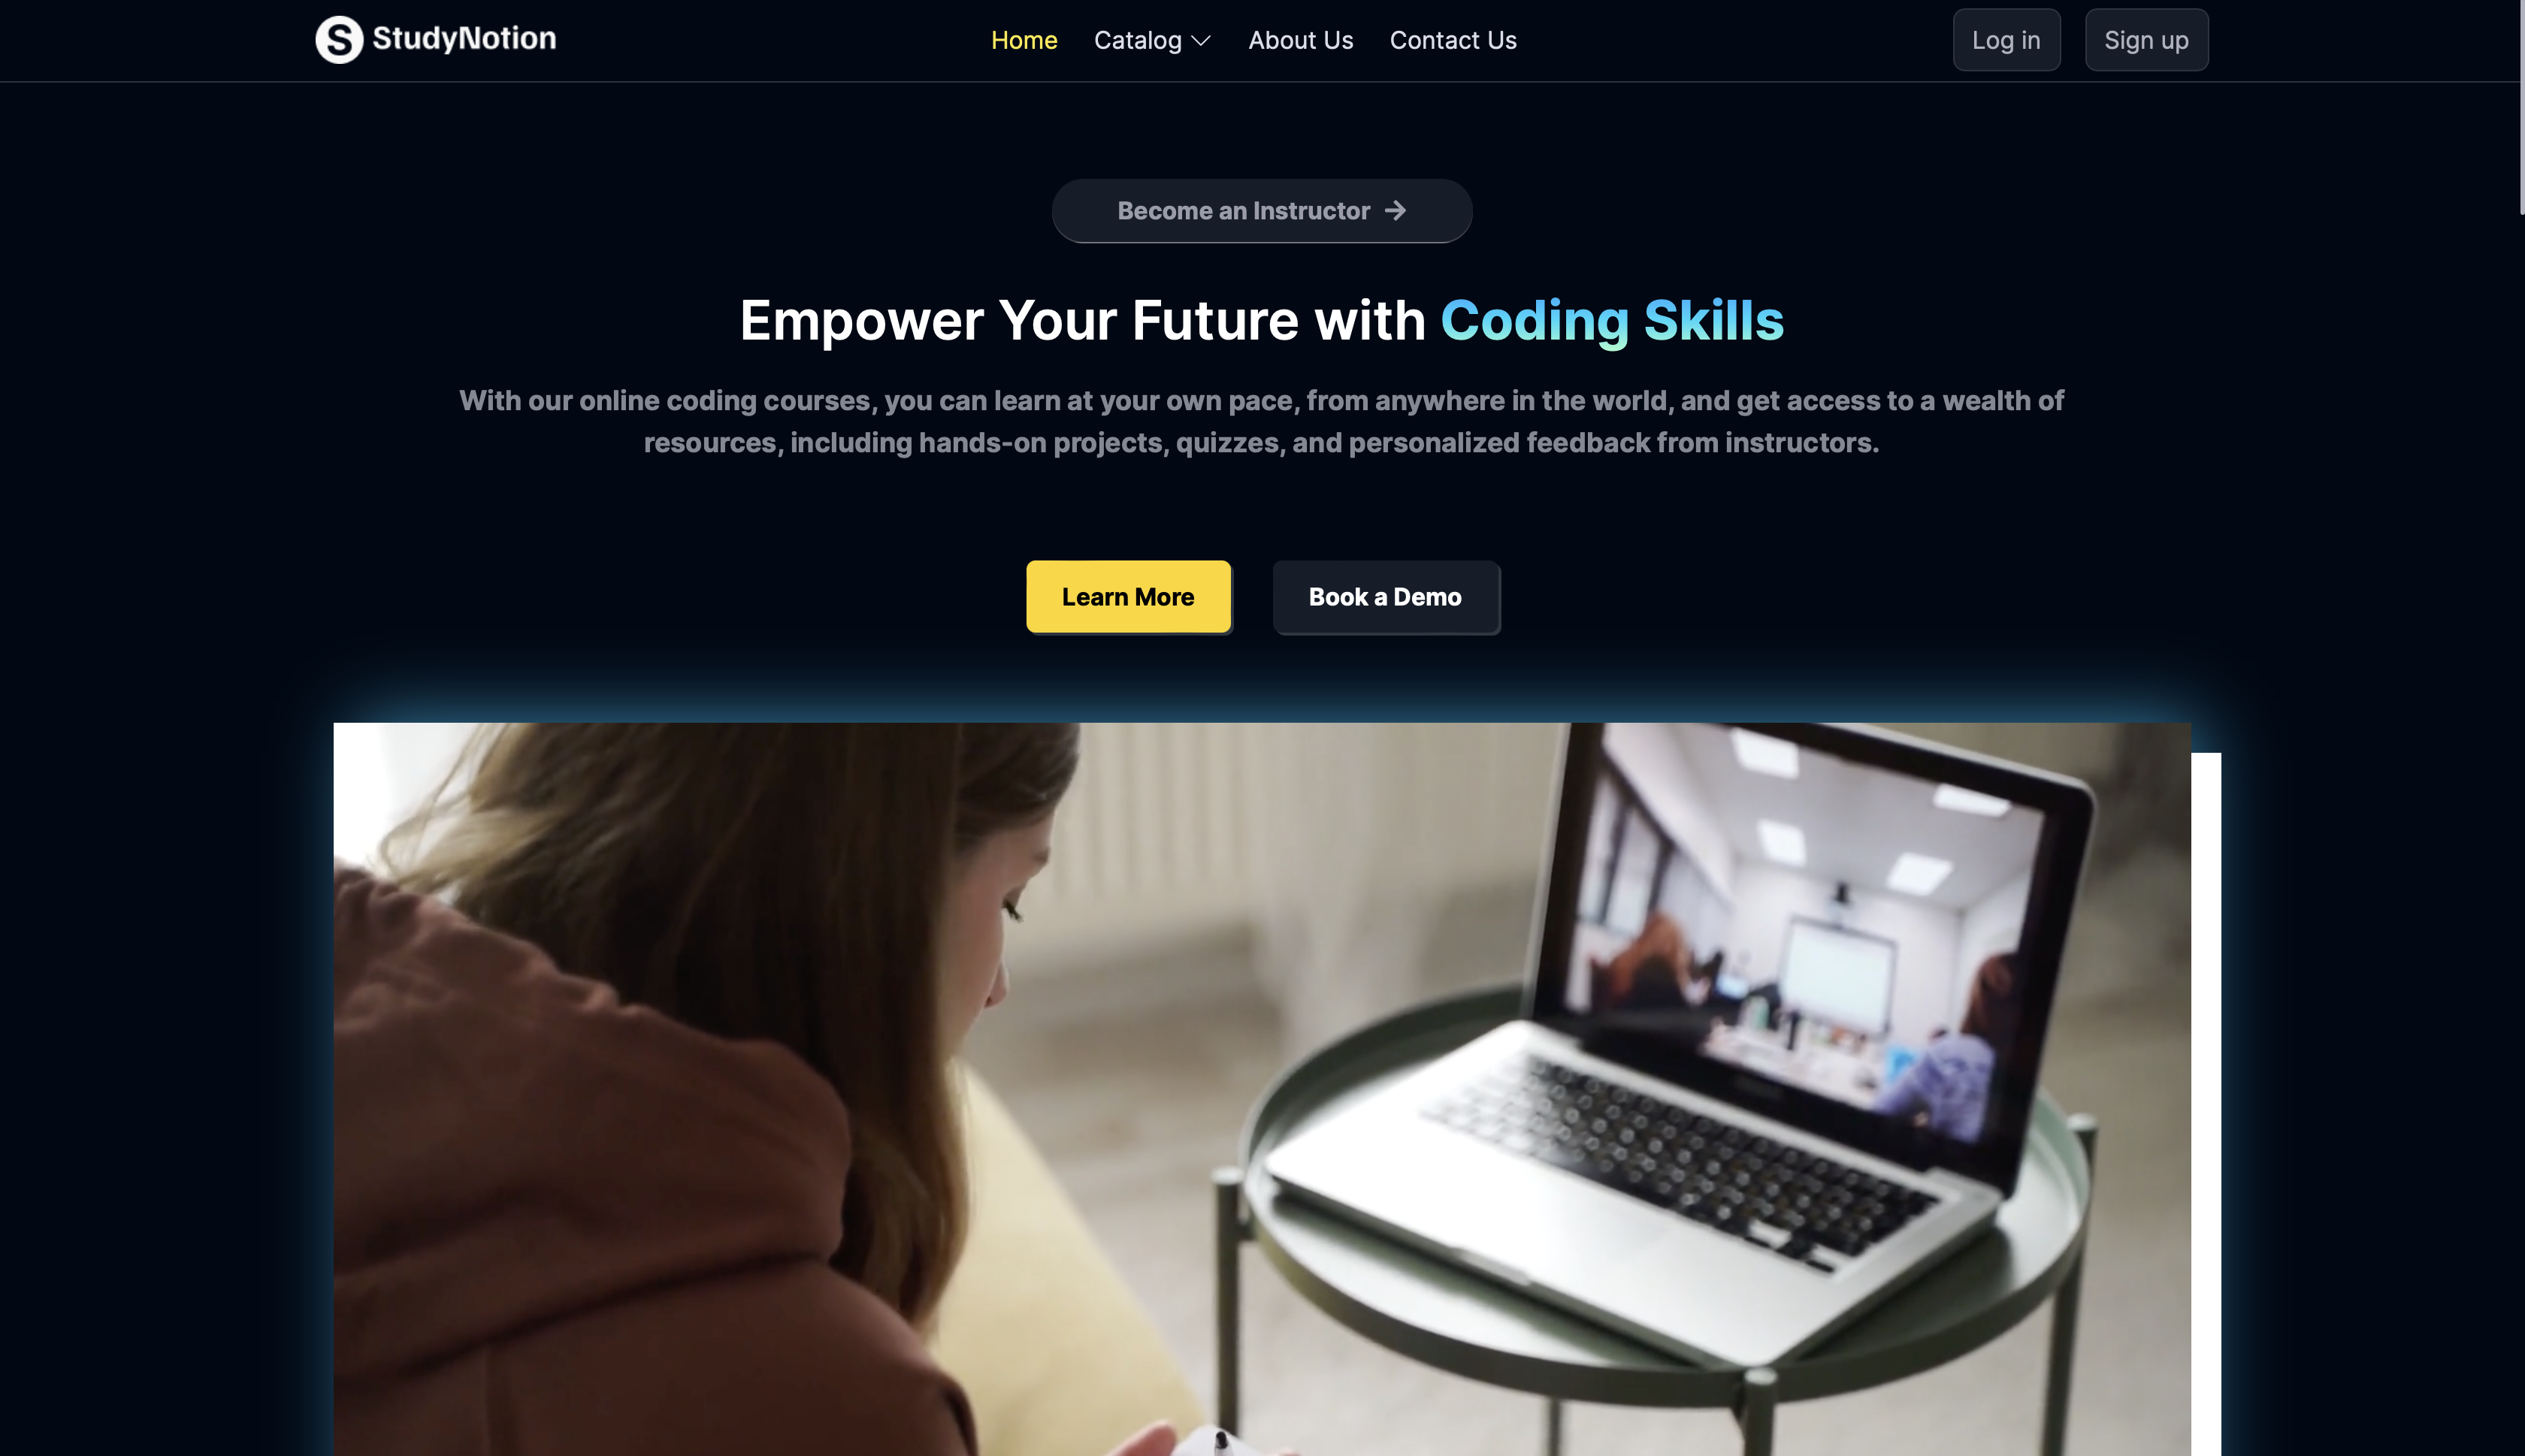 StudyNotion
Home Catalog About Us Contact Us
Log in Sign up
Become an Instructor →
Empower Your Future with Coding Skills
With our online coding courses, you can learn at your own pace, from anywhere in the world, and get access to a wealth of
resources, including hands-on projects, quizzes, and personalized feedback from instructors.
Learn More Book a Demo